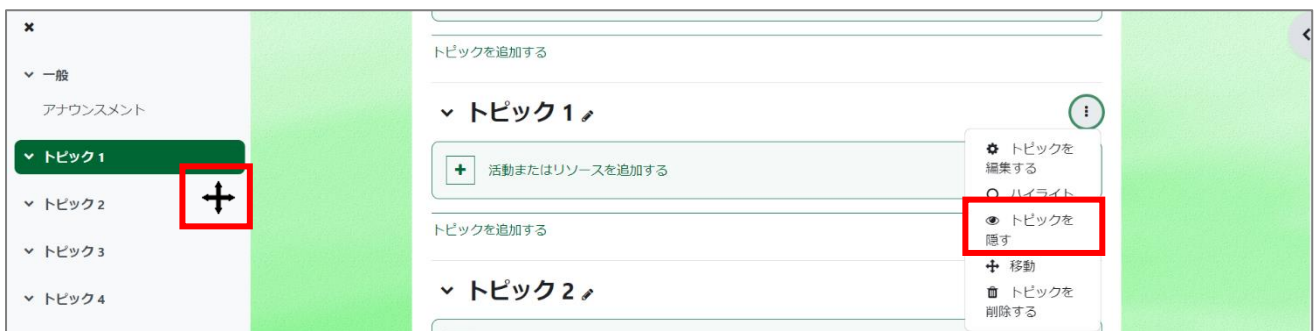 一般
アナウンスメント
トピック 1
トピック 2
トピック 3
トピック 4
トピックを追加する
トピック 1
活動またはリソースを追加する
トピックを追加する
トピック 2
トピックを
編集する
ハイライト
トピックを
隠す
移動
トピックを
削除する